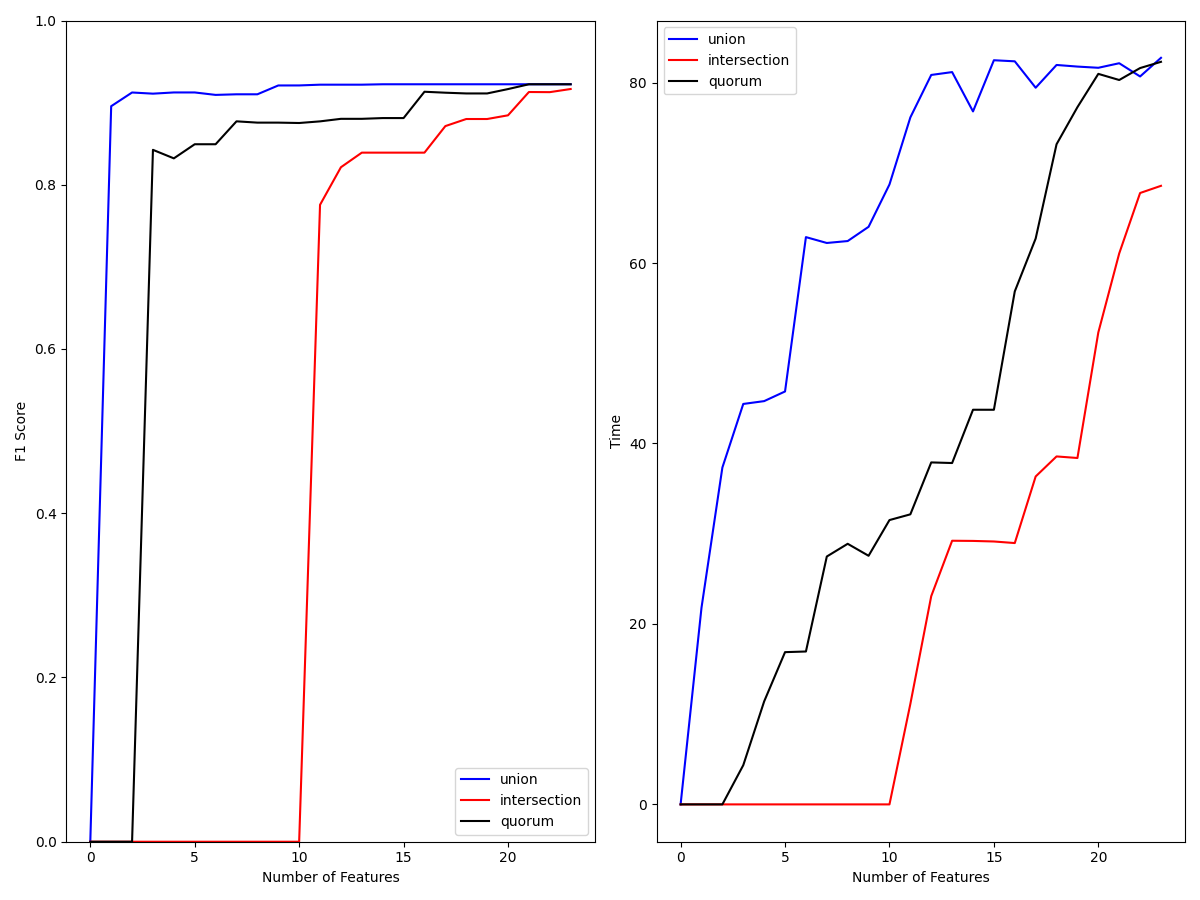 1.0
0.8
0.6
0.4
0.2
0.0
F1 Score
0 5 10 15 20
Number of Features
union
intersection
quorum
union
intersection
quorum
80
60
40
20
0
Time
0 5 10 15 20
Number of Features